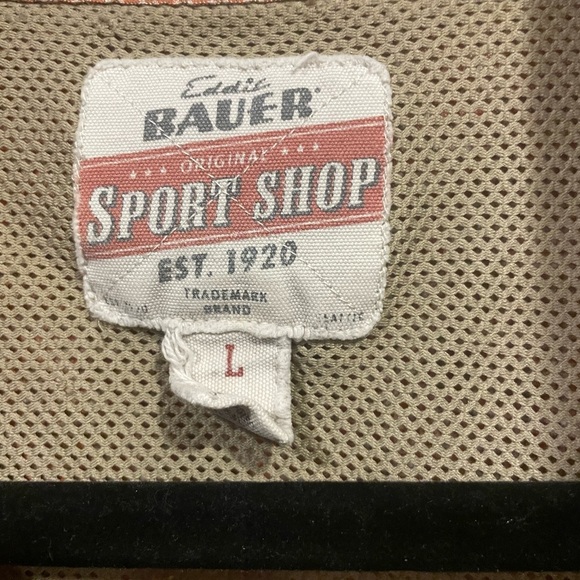 Eddie
BAUER
ORIGINAL
SPORT SHOP
EST. 1920
TRADEMARK
BRAND
L